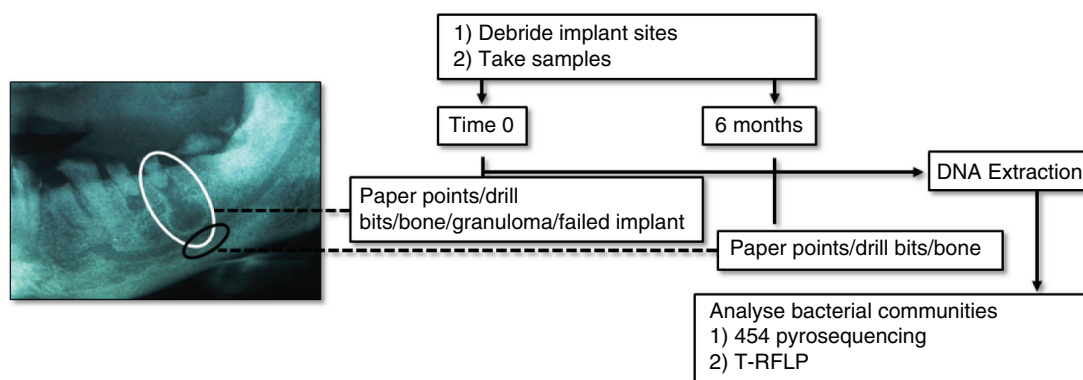 1) Debride implant sites
2) Take samples
Time 0
6 months
DNA Extraction
Paper points/drill
bits/bone/granuloma/failed implant
Paper points/drill bits/bone
Analyse bacterial communities
1) 454 pyrosequencing
2) T-RFLP